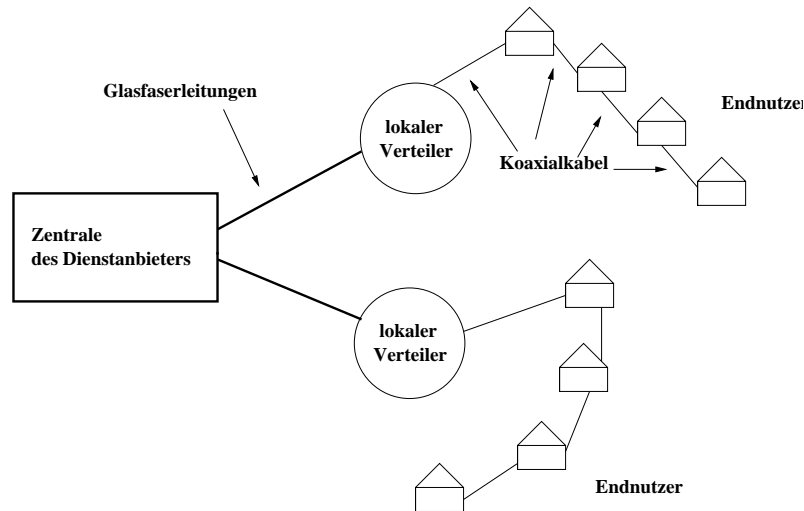 Glasfaserleitungen
lokaler
Verteiler
Endnutzer
Koaxialkabel
Zentrale
des Dienstanbieters
lokaler
Verteiler
Endnutzer